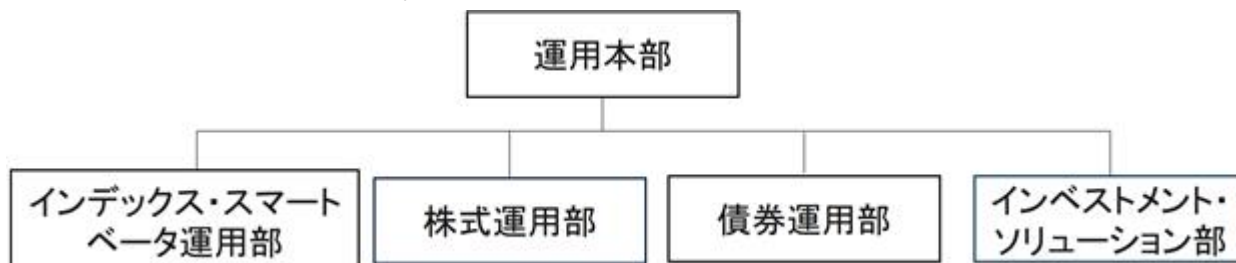 運用本部
インデックス・スマート
ベータ運用部
株式運用部
債券運用部
インベストメント・
ソリューション部